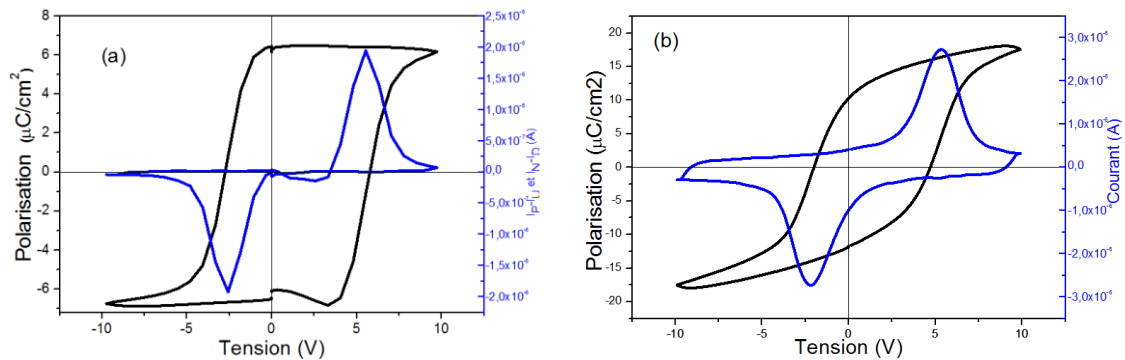 (a)
Polarisation (µC/cm²)
6
4
2
0
-2
-4
-6
-10
-5
0
5
10
Tension (V)
2,0x10⁻⁶
1,5x10⁻⁶
1,0x10⁻⁶
5,0x10⁻⁷
0,0
-5,0x10⁻⁷
-1,0x10⁻⁶
-1,5x10⁻⁶
-2,0x10⁻⁶
(b)
Polarisation (µC/cm2)
20
15
10
5
0
-5
-10
-15
-20
-10
-5
0
5
10
Tension (V)
3,0x10⁻⁶
2,0x10⁻⁶
1,0x10⁻⁶
0,0
-1,0x10⁻⁶
-2,0x10⁻⁶
-3,0x10⁻⁶
Courant (A)